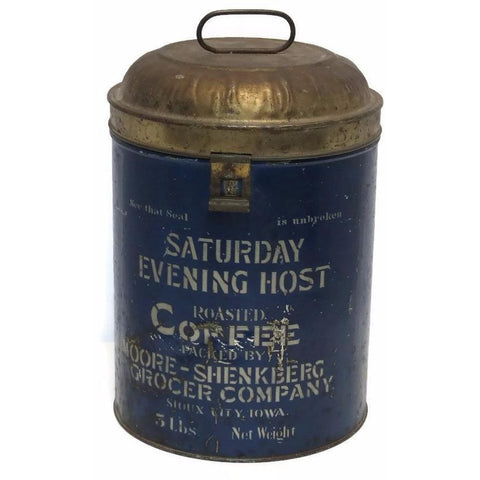 See that Seal is unbroken
SATURDAY
EVENING HOST
ROASTED
COFFEE
PACKED BY
MOORE-SHENKBERG
GROCER COMPANY
SIOUX CITY, IOWA.
5 Lbs Net Weight